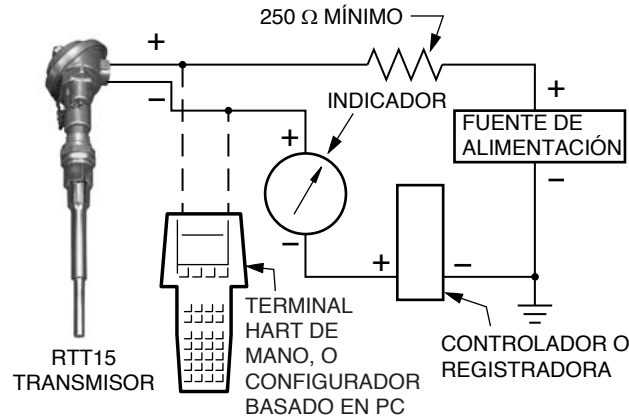 250 Ω MÍNIMO
+
+
−
INDICADOR
+
FUENTE DE
ALIMENTACIÓN
−
−
+
−
TERMINAL
HART DE
MANO, O
CONFIGURADOR
BASADO EN PC
RTT15
TRANSMISOR
CONTROLADOR O
REGISTRADORA